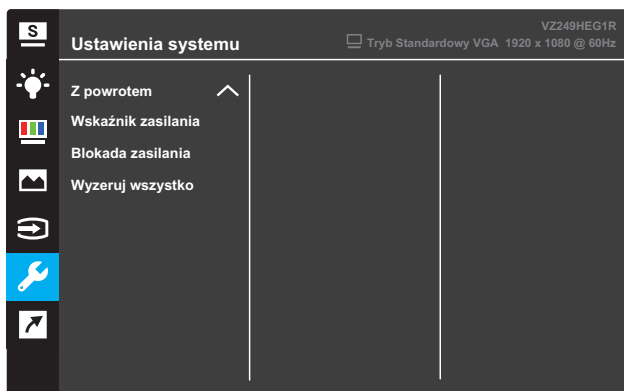 S
VZ249HEG1R
Ustawienia systemu
Tryb Standardowy VGA 1920 x 1080 @ 60Hz
Z powrotem
Wskaźnik zasilania
Blokada zasilania
Wyzeruj wszystko